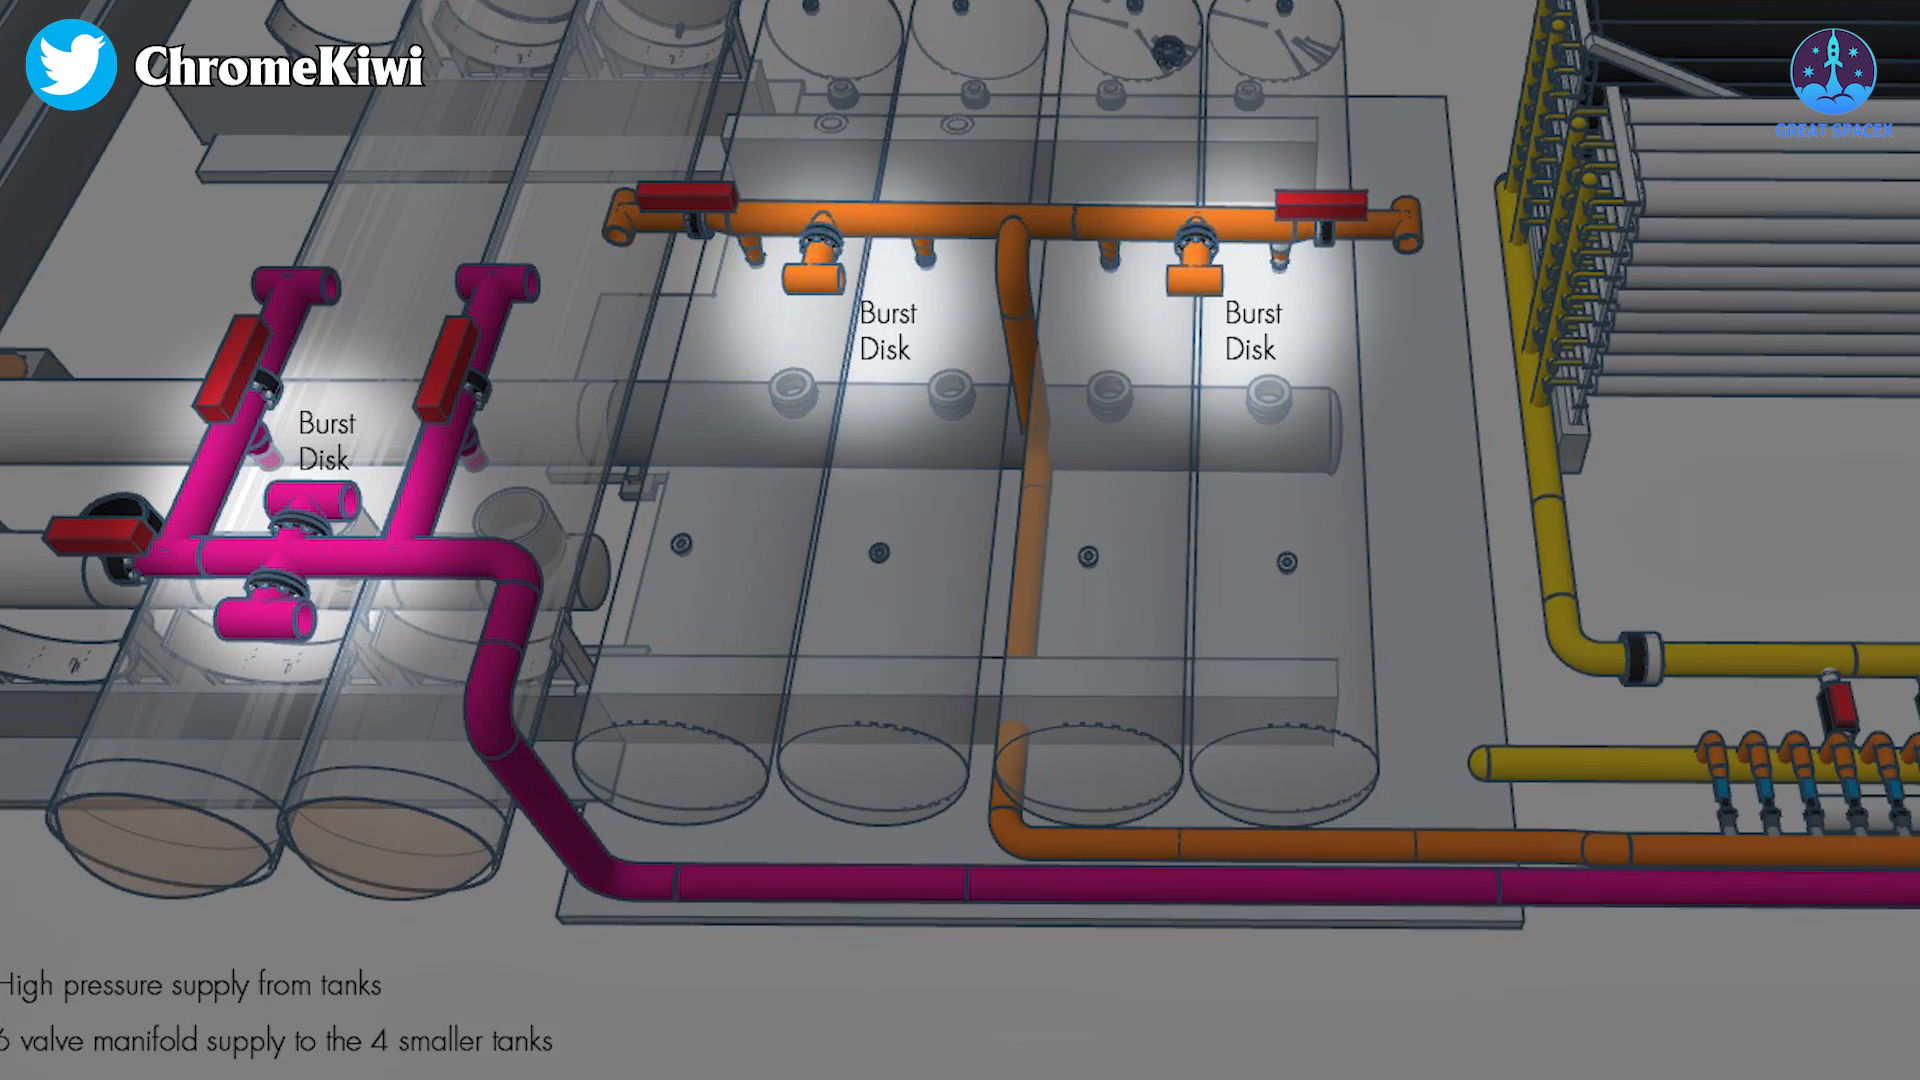 ChromeKiwi
GREAT SPACEX
Burst
Disk
Burst
Disk
Burst
Disk
High pressure supply from tanks
6 valve manifold supply to the 4 smaller tanks